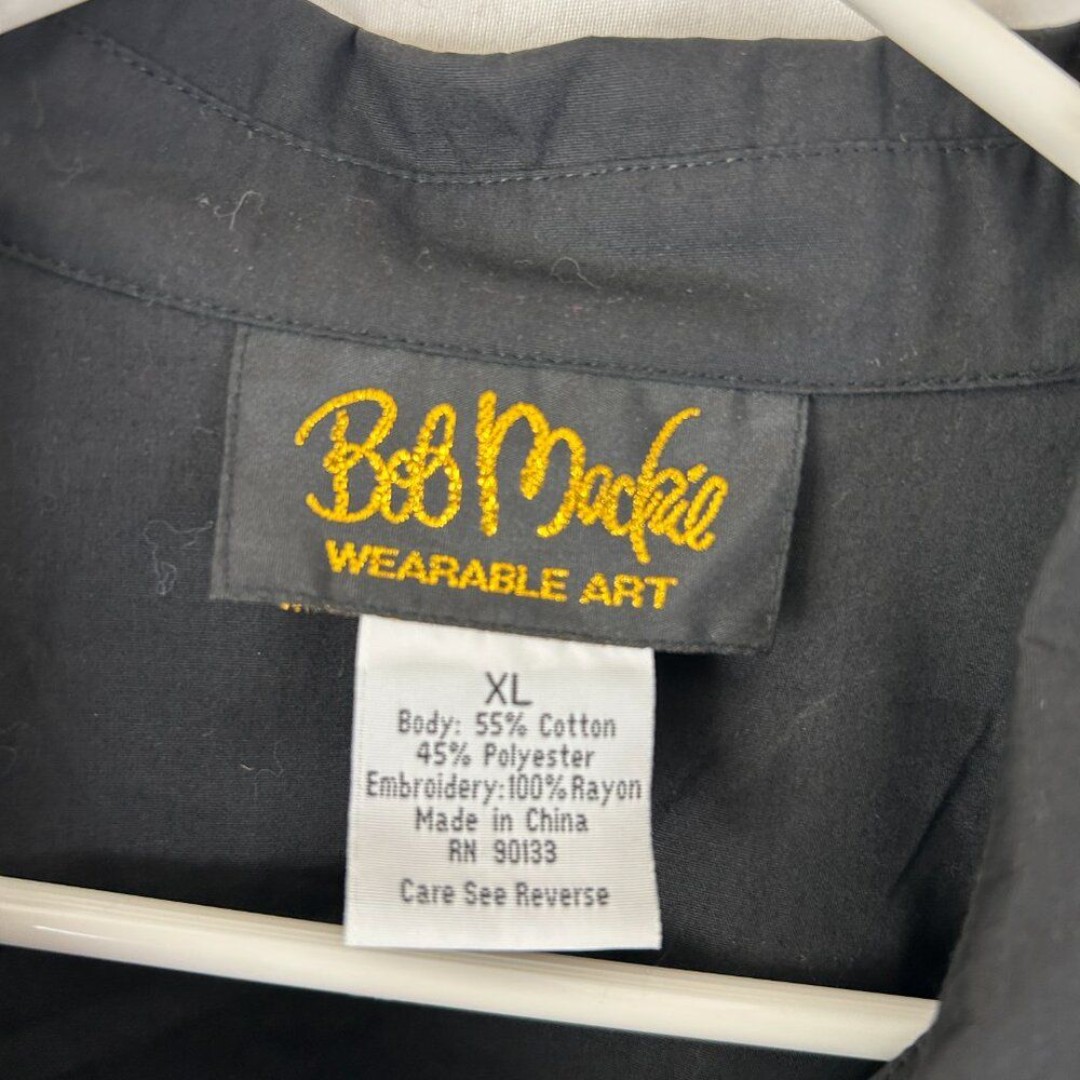 Bob Mackie
WEARABLE ART
XL
Body: 55% Cotton
45% Polyester
Embroidery:100% Rayon
Made in China
RN 90133
Care See Reverse